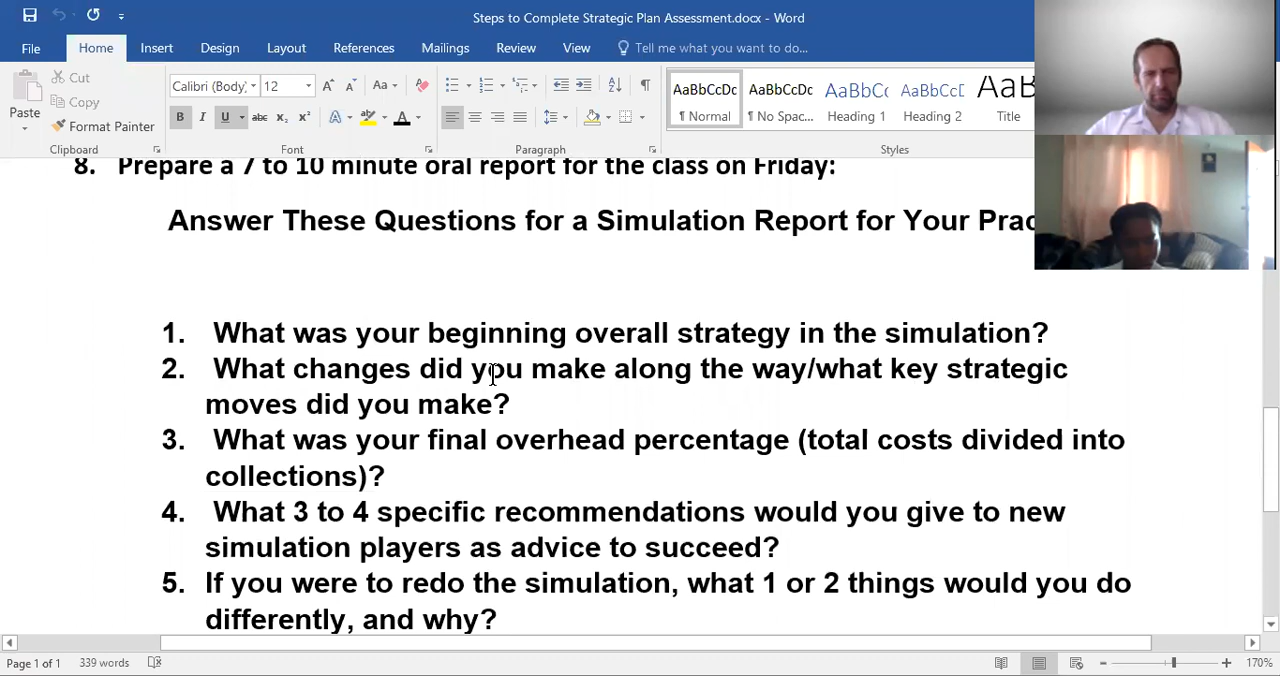 Steps to Complete Strategic Plan Assessment.docx - Word
File Home Insert Design Layout References Mailings Review View Tell me what you want to do...
Cut
Copy
Format Painter
Paste
Calibri (Body) 12
Aa
B I U abc x₂ x² A A
AaBbCcDc AaBbCcDc AaBbCc AaBbCcD AaB
¶ Normal ¶ No Spac... Heading 1 Heading 2 Title
Clipboard Font Paragraph Styles
8. Prepare a 7 to 10 minute oral report for the class on Friday:
Answer These Questions for a Simulation Report for Your
1. What was your beginning overall strategy in the simulation?
2. What changes did you make along the way/what key strategic
moves did you make?
3. What was your final overhead percentage (total costs divided into
collections)?
4. What 3 to 4 specific recommendations would you give to new
simulation players as advice to succeed?
5. If you were to redo the simulation, what 1 or 2 things would you do
differently, and why?
Page 1 of 1 339 words 170%